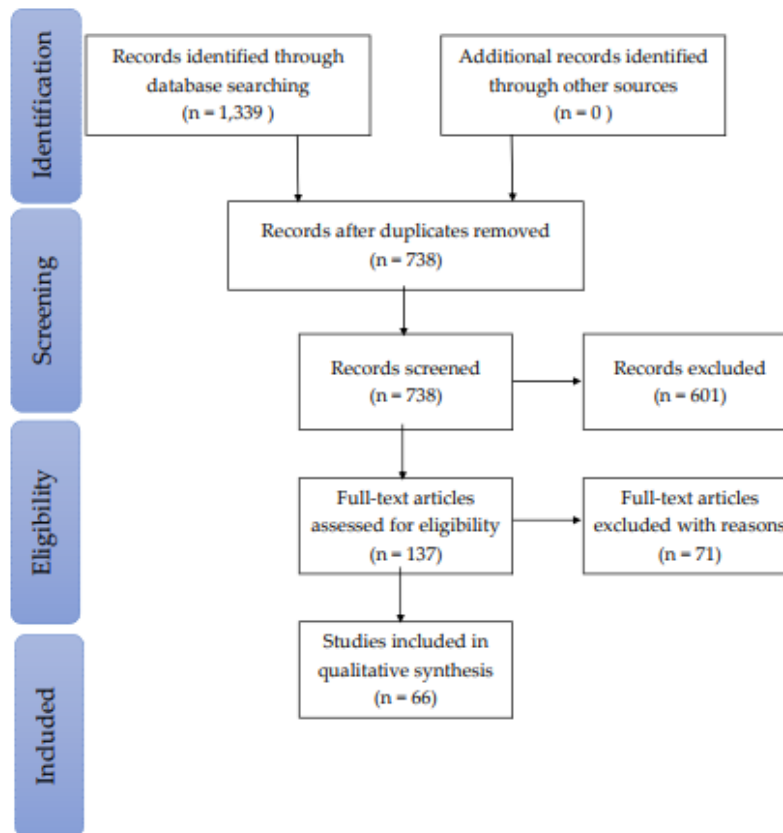 Identification
Records identified through
database searching
(n = 1,339 )
Additional records identified
through other sources
(n = 0 )
Screening
Records after duplicates removed
(n = 738)
Records screened
(n = 738)
Records excluded
(n = 601)
Eligibility
Full-text articles
assessed for eligibility
(n = 137)
Full-text articles
excluded with reasons
(n = 71)
Included
Studies included in
qualitative synthesis
(n = 66)